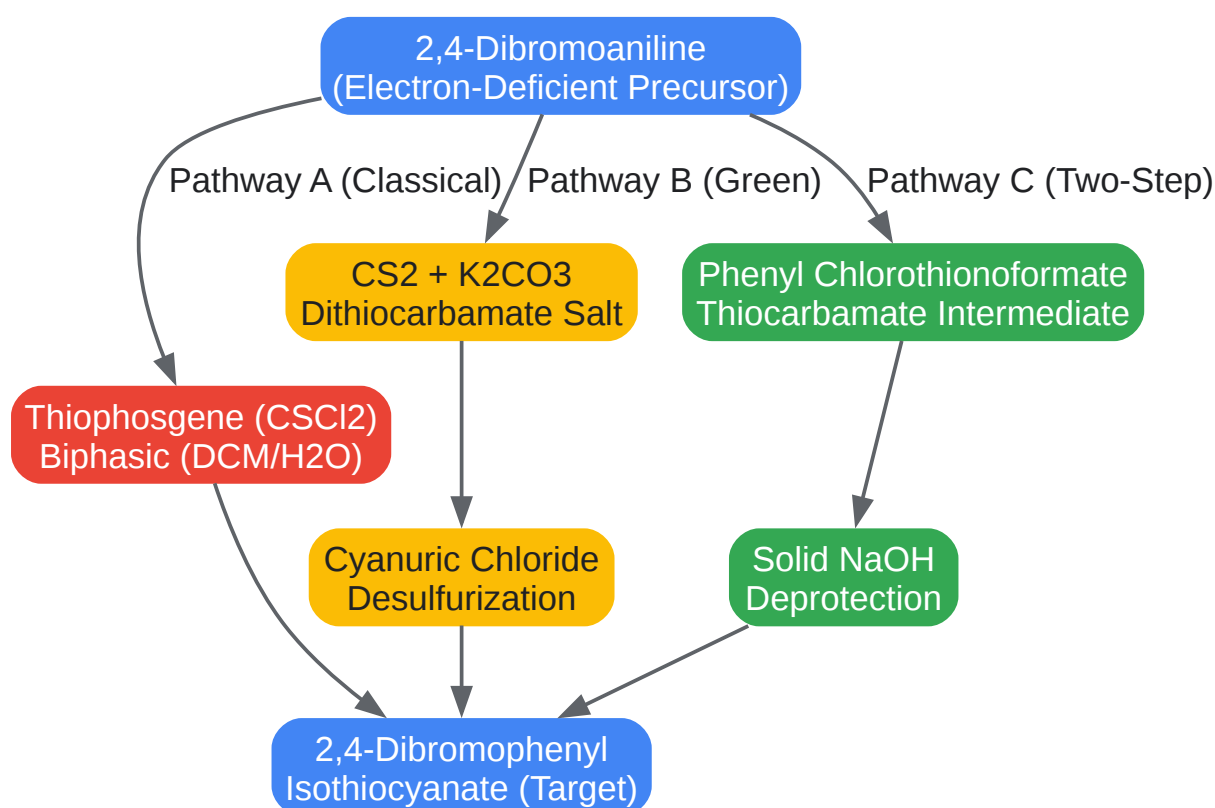 2,4-Dibromoaniline
(Electron-Deficient Precursor)
Pathway A (Classical)
Pathway B (Green)
Pathway C (Two-Step)
CS2 + K2CO3
Dithiocarbamate Salt
Phenyl Chlorothionoformate
Thiocarbamate Intermediate
Thiophosgene (CSCl2)
Biphasic (DCM/H2O)
Cyanuric Chloride
Desulfurization
Solid NaOH
Deprotection
2,4-Dibromophenyl
Isothiocyanate (Target)